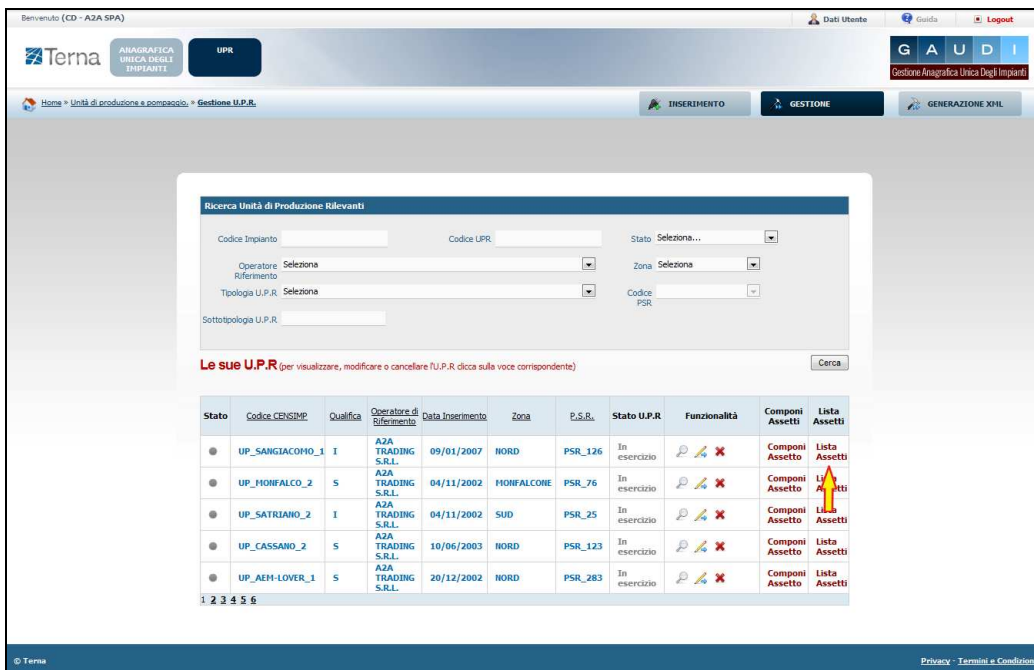 Benvenuto (CD - A2A SPA) Dati Utente Guida Logout
Terna ANAGRAFICA UNICA DEGLI IMPIANTI UPR GAUDI
Gestione Anagrafica Unica Degli Impianti
Home » Unità di produzione e pompaggio. » Gestione U.P.R. INSERIMENTO GESTIONE GENERAZIONE XML
Ricerca Unità di Produzione Rilevanti
Codice Impianto Codice UPR Stato Seleziona...
Operatore Riferimento Seleziona Zona Seleziona
Tipologia U.P.R Seleziona Codice PSR
Sottotipologia U.P.R
Le sue U.P.R (per visualizzare, modificare o cancellare l'U.P.R clicca sulla voce corrispondente) Cerca
Stato Codice CENSIMP Qualifica Operatore di Riferimento Data Inserimento Zona P.S.R. Stato U.P.R Funzionalità Componi Assetti Lista Assetti
UP_SANGIACOMO_1 I A2A TRADING S.R.L. 09/01/2007 NORD PSR_126 In esercizio Componi Assetto Lista Assetti
UP_MONFALCO_2 S A2A TRADING S.R.L. 04/11/2002 MONFALCONE PSR_76 In esercizio Componi Assetto Lista Assetti
UP_SATRIANO_2 I A2A TRADING S.R.L. 04/11/2002 SUD PSR_25 In esercizio Componi Assetto Lista Assetti
UP_CASSANO_2 S A2A TRADING S.R.L. 10/06/2003 NORD PSR_123 In esercizio Componi Assetto Lista Assetti
UP_AEM-LOVER_1 S A2A TRADING S.R.L. 20/12/2002 NORD PSR_283 In esercizio Componi Assetto Lista Assetti
1 2 3 4 5 6
© Terna Privacy - Termini e Condizion